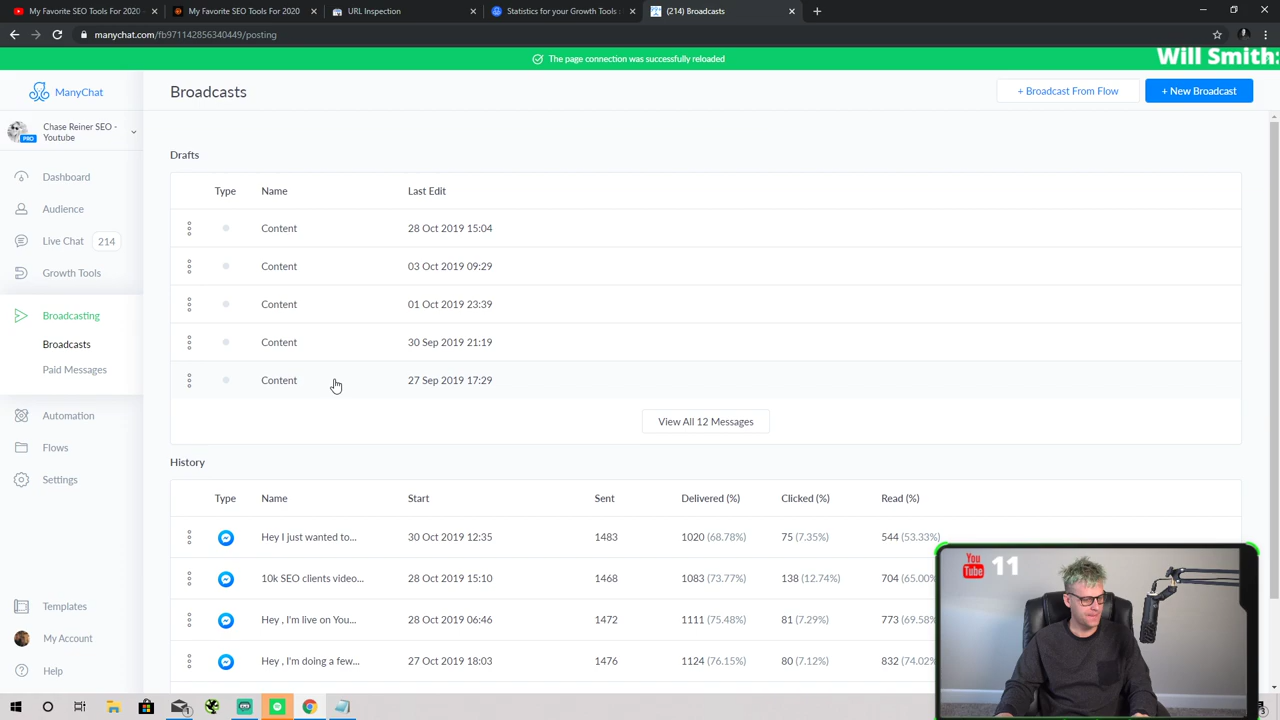 My Favorite SEO Tools For 2020 -
My Favorite SEO Tools For 2020
URL Inspection
Statistics for your Growth Tools
(214) Broadcasts
manychat.com/fb971142856340449/posting
The page connection was successfully reloaded
Will Smith:
ManyChat
Broadcasts
+ Broadcast From Flow
+ New Broadcast
Chase Reiner SEO -
Youtube
PRO
Dashboard
Audience
Live Chat 214
Growth Tools
Broadcasting
Broadcasts
Paid Messages
Automation
Flows
Settings
Templates
My Account
Help
Drafts
Type Name Last Edit
Content 28 Oct 2019 15:04
Content 03 Oct 2019 09:29
Content 01 Oct 2019 23:39
Content 30 Sep 2019 21:19
Content 27 Sep 2019 17:29
View All 12 Messages
History
Type Name Start Sent Delivered (%) Clicked (%) Read (%)
Hey I just wanted to... 30 Oct 2019 12:35 1483 1020 (68.78%) 75 (7.35%) 544 (53.33%)
10k SEO clients video... 28 Oct 2019 15:10 1468 1083 (73.77%) 138 (12.74%) 704 (65.00%
Hey , I'm live on You... 28 Oct 2019 06:46 1472 1111 (75.48%) 81 (7.29%) 773 (69.58%
Hey , I'm doing a few... 27 Oct 2019 18:03 1476 1124 (76.15%) 80 (7.12%) 832 (74.02%
You
Tube
11